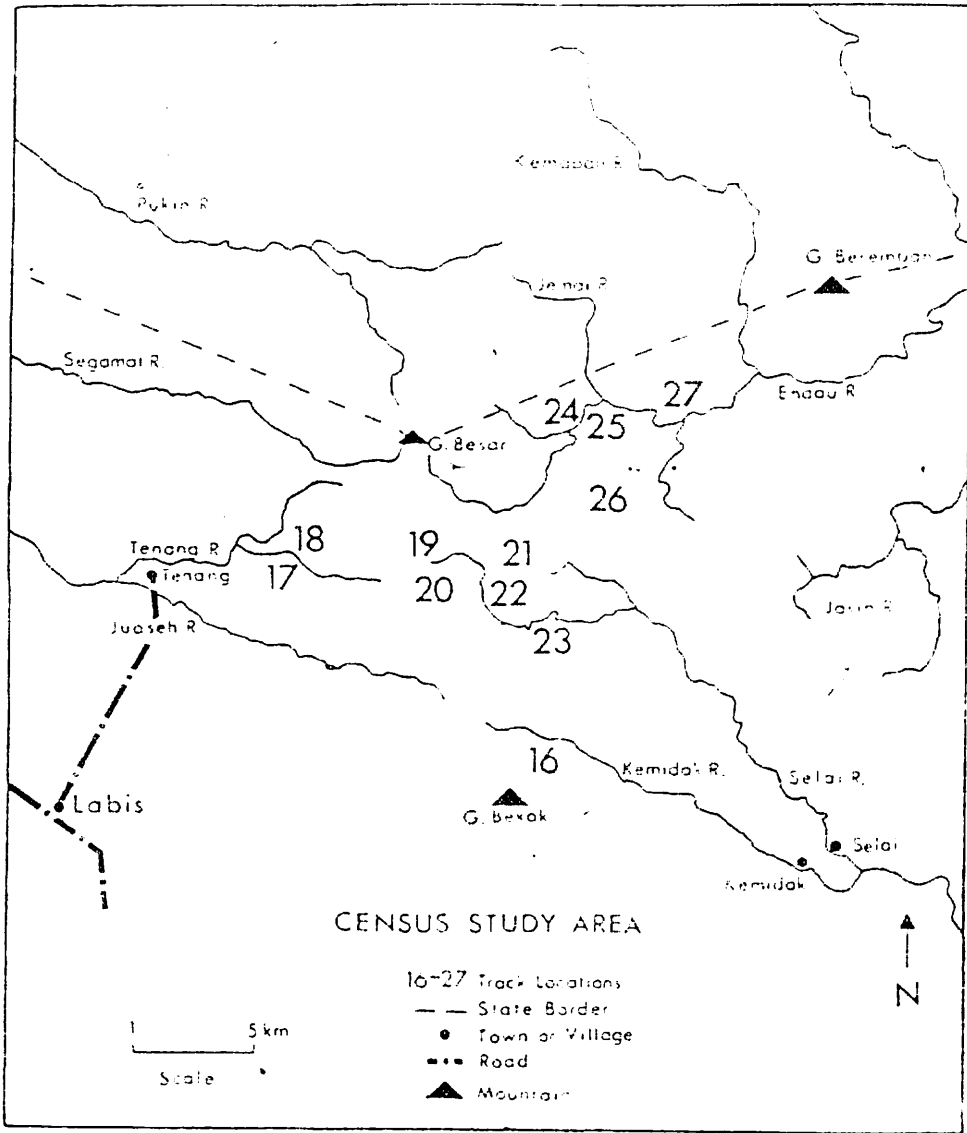 Kemapan R.
Pukin R.
G. Beremban
Jemai R.
Segamat R.
Endau R.
27
24
25
G. Besar
26
18
19
21
Tenang R.
Tenang
17
20
22
Jasin R.
Juaseh R.
23
16
Kemidak R.
Selai R.
Labis
G. Bekok
Selai
Kemidak
CENSUS STUDY AREA
16-27 Track Locations
State Border
1 5 km
Town or Village
Road
Scale
Mountain
N